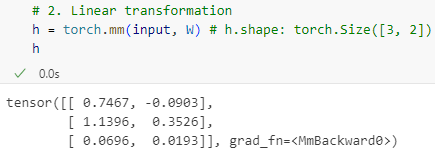 # 2. Linear transformation
h = torch.mm(input, W) # h.shape: torch.Size([3, 2])
h
✓ 0.0s
tensor([[ 0.7467, -0.0903],
        [ 1.1396,  0.3526],
        [ 0.0696,  0.0193]], grad_fn=<MmBackward0>)